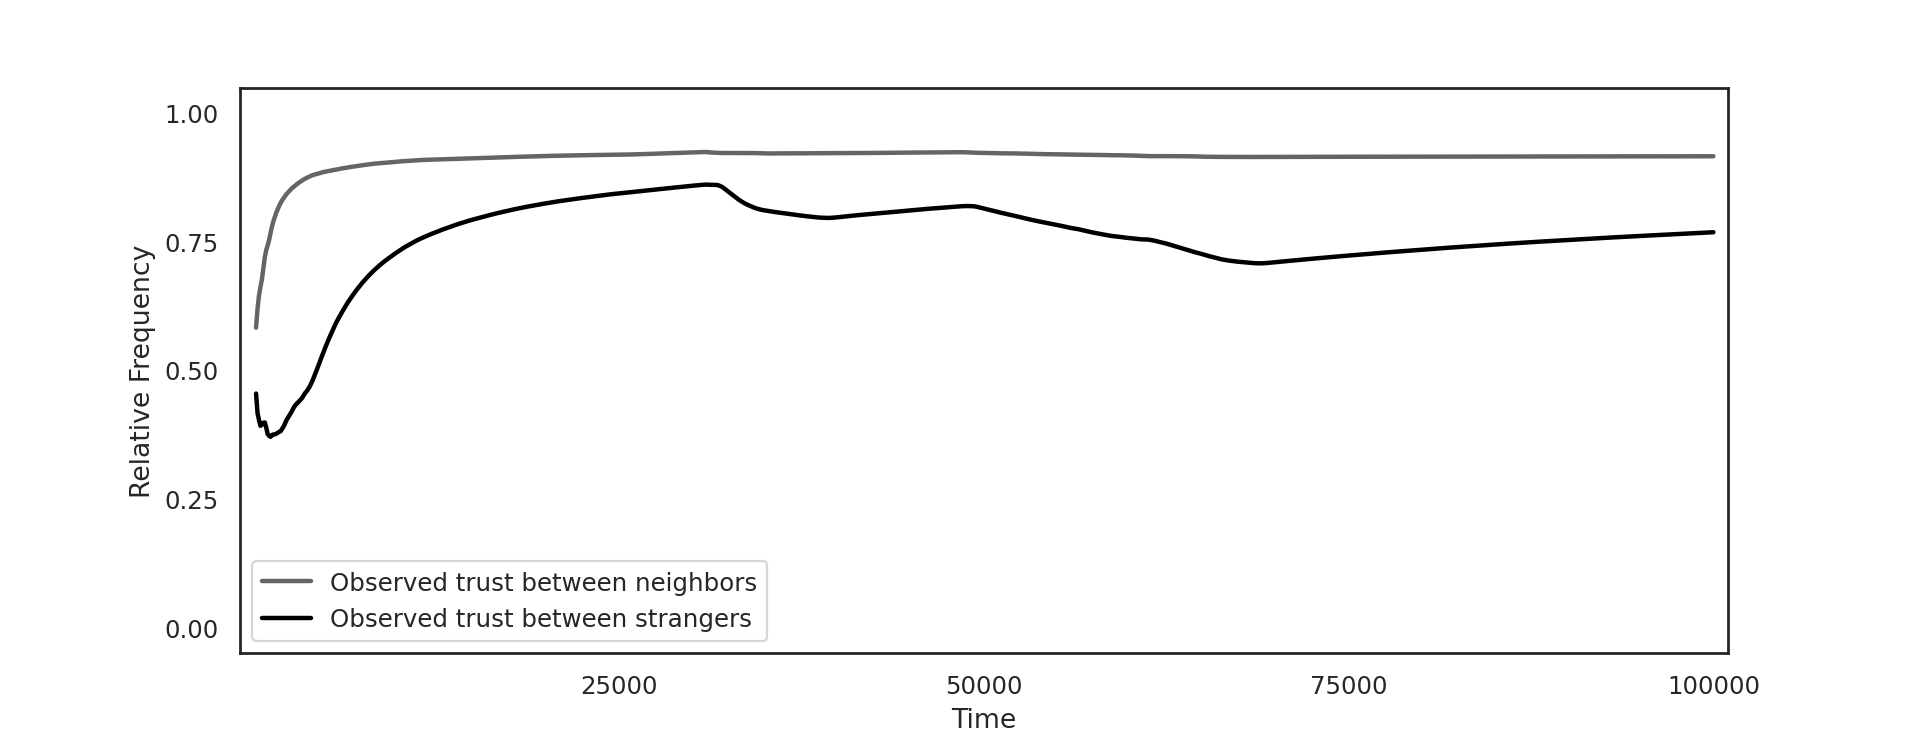 1.00
0.75
0.50
0.25
0.00
Relative Frequency
Observed trust between neighbors
Observed trust between strangers
25000
50000
75000
100000
Time